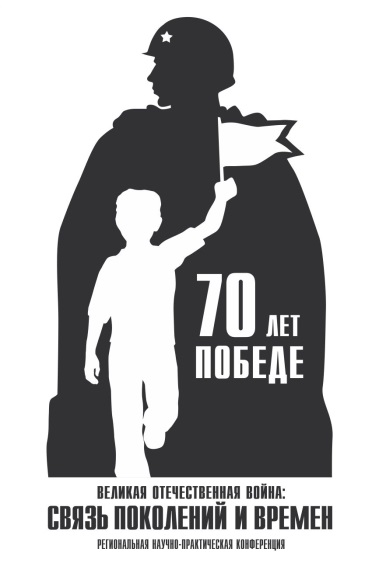 70 ЛЕТ
ПОБЕДЕ
ВЕЛИКАЯ ОТЕЧЕСТВЕННАЯ ВОЙНА:
СВЯЗЬ ПОКОЛЕНИЙ И ВРЕМЕН
РЕГИОНАЛЬНАЯ НАУЧНО-ПРАКТИЧЕСКАЯ КОНФЕРЕНЦИЯ